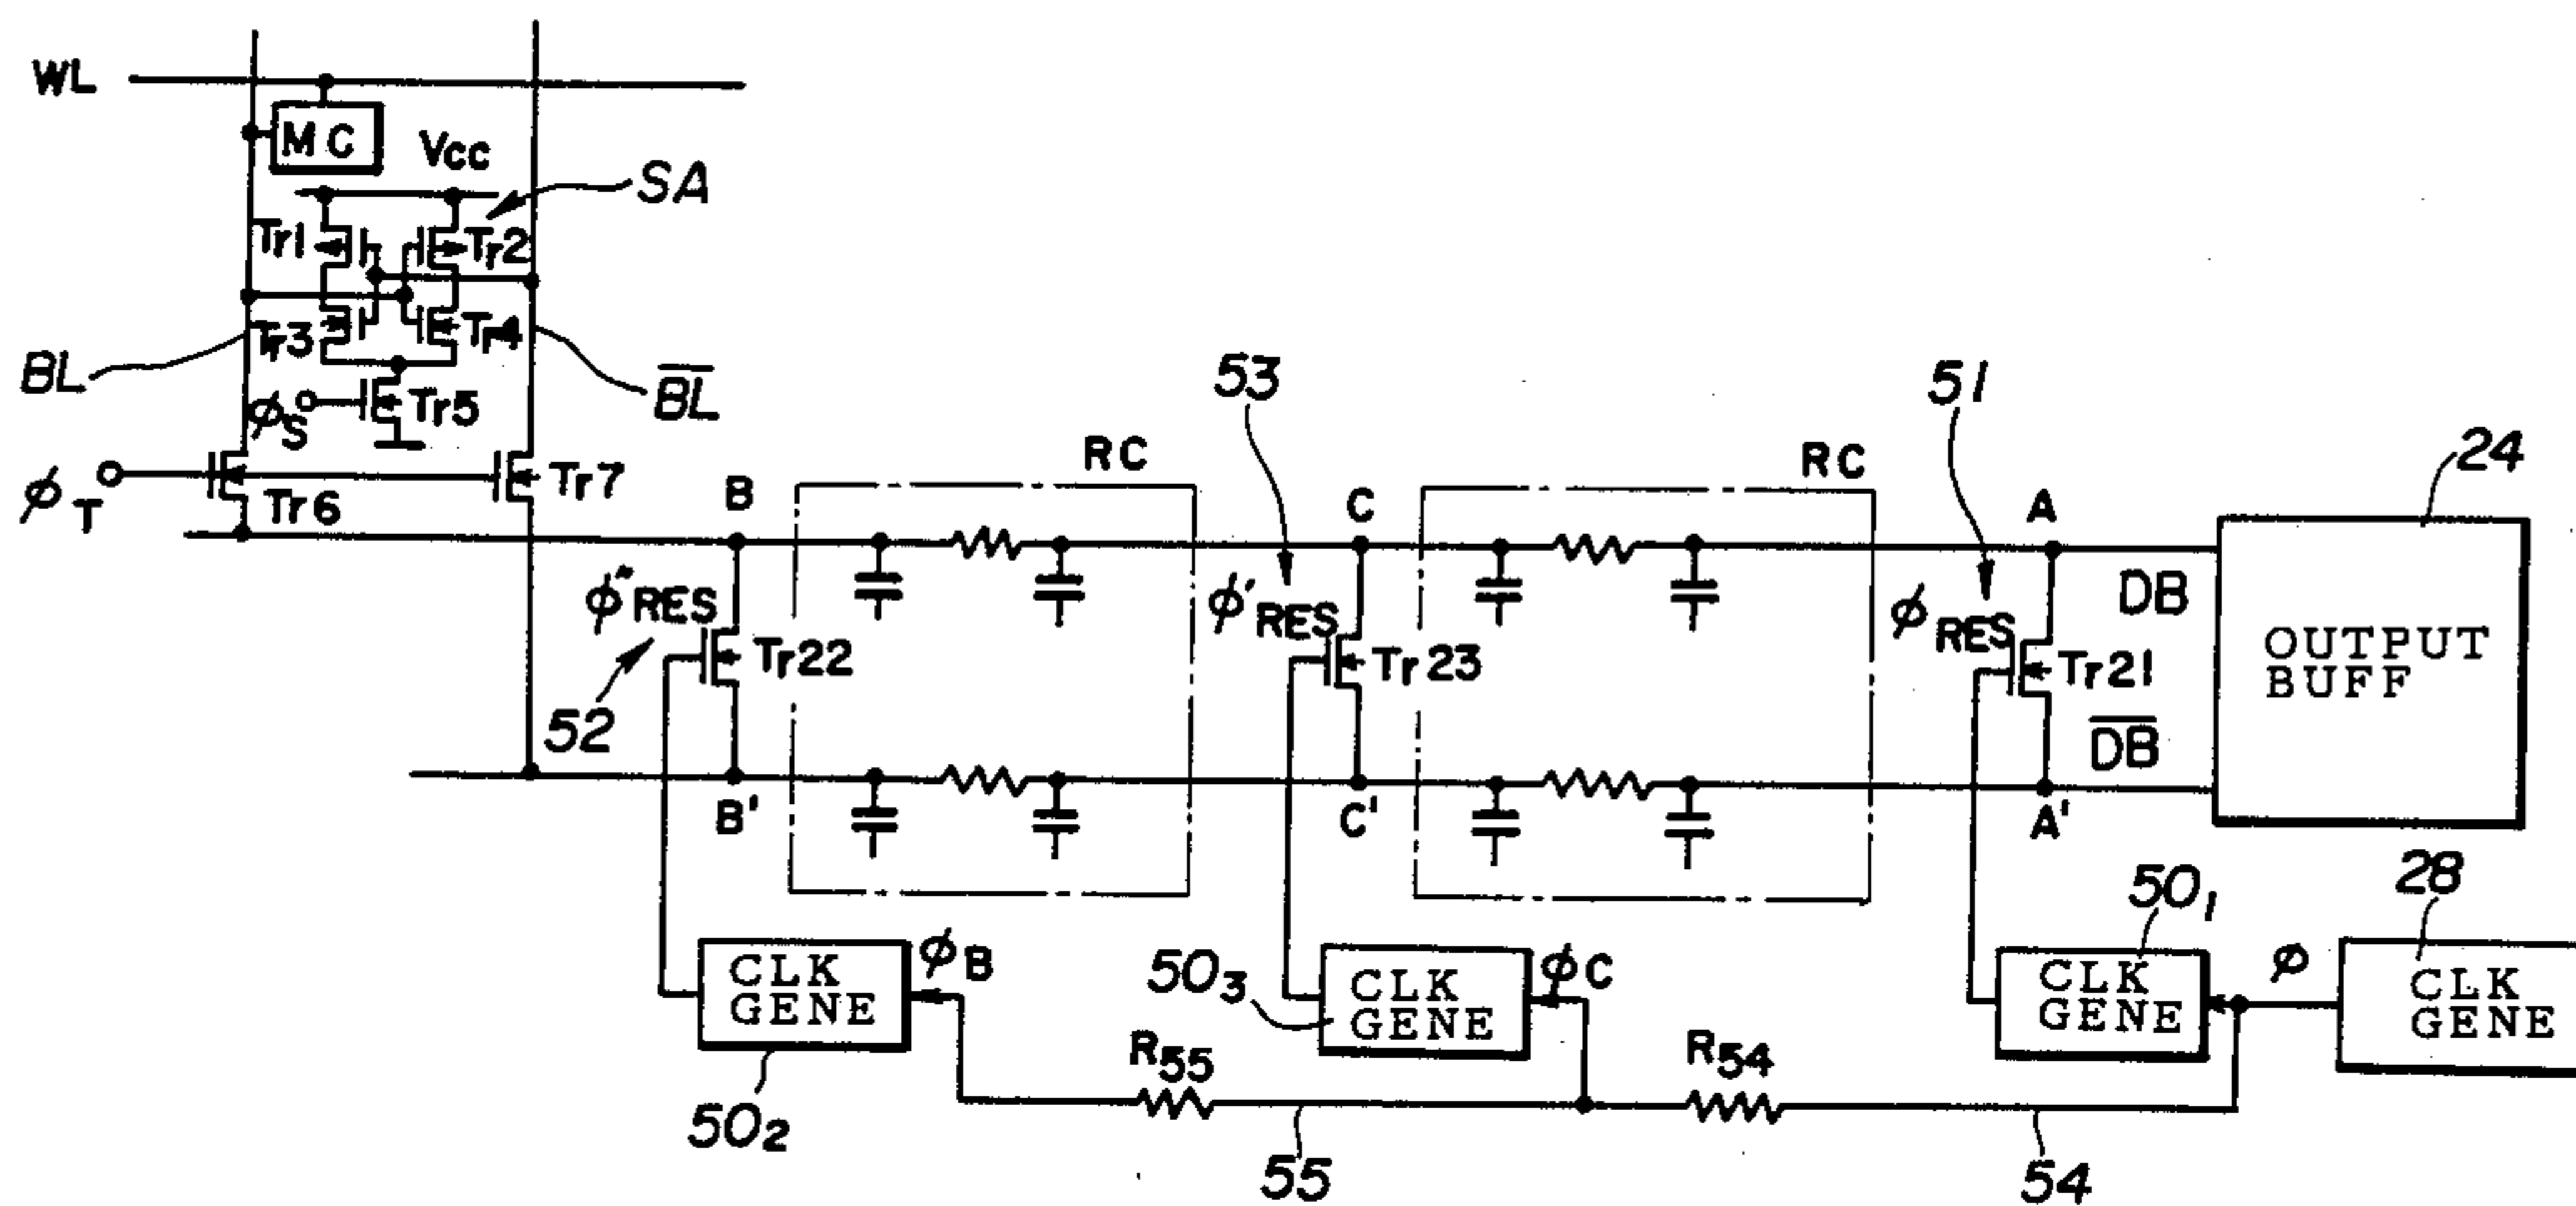 WL
MC
Vcc
SA
Tr1
Tr2
Tr3
Tr4
BL
B̅L̅
ϕS
Tr5
ϕT
Tr6
Tr7
B
RC
53
C
RC
51
A
24
ϕ"RES
ϕ'RES
ϕRES
DB
OUTPUT
BUFF
Tr22
Tr23
Tr21
52
D̅B̅
B'
C'
A'
28
50₁
ϕB
ϕC
ϕ
50₃
CLK
GENE
CLK
GENE
CLK
GENE
CLK
GENE
R55
R54
50₂
55
54